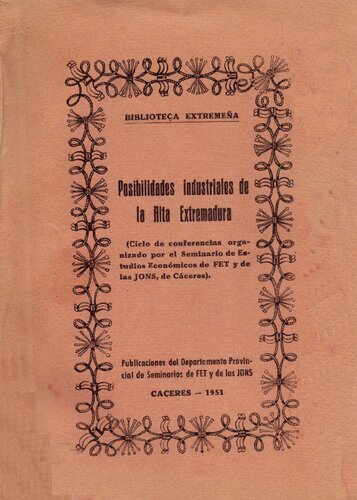 BIBLIOTECA EXTREMEÑA
Posibilidades industriales de
la Alta Extremadura
(Ciclo de conferencias orga-
nizado por el Seminario de Es-
tudios Económicos de FET y de
las JONS, de Cáceres).
Publicaciones del Departamento Provin-
cial de Seminarios de FET y de las JONS
CACERES — 1951